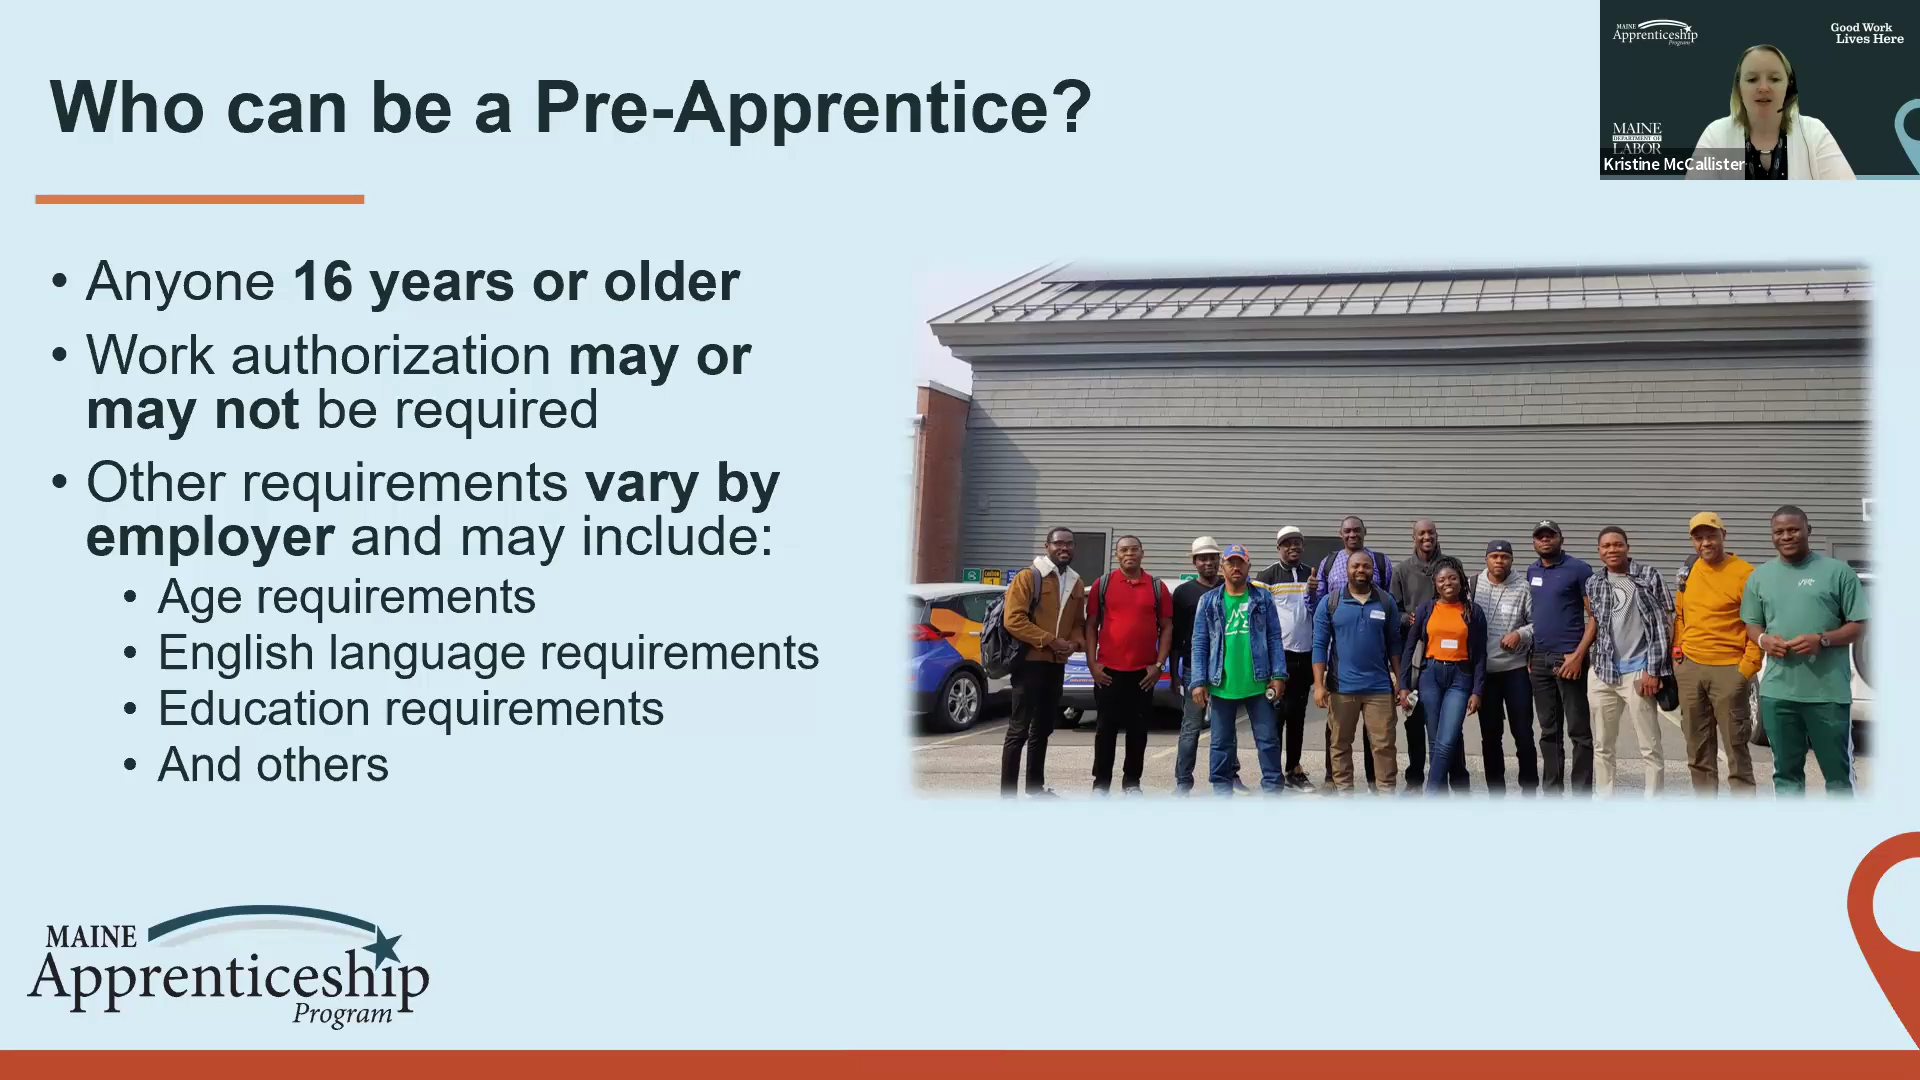 Who can be a Pre-Apprentice?
• Anyone 16 years or older
• Work authorization may or
may not be required
• Other requirements vary by
employer and may include:
• Age requirements
• English language requirements
• Education requirements
• And others
MAINE
Apprenticeship
Program
MAINE
Apprenticeship
Program
Good Work
Lives Here
MAINE
DEPARTMENT OF
LABOR
Kristine McCallister